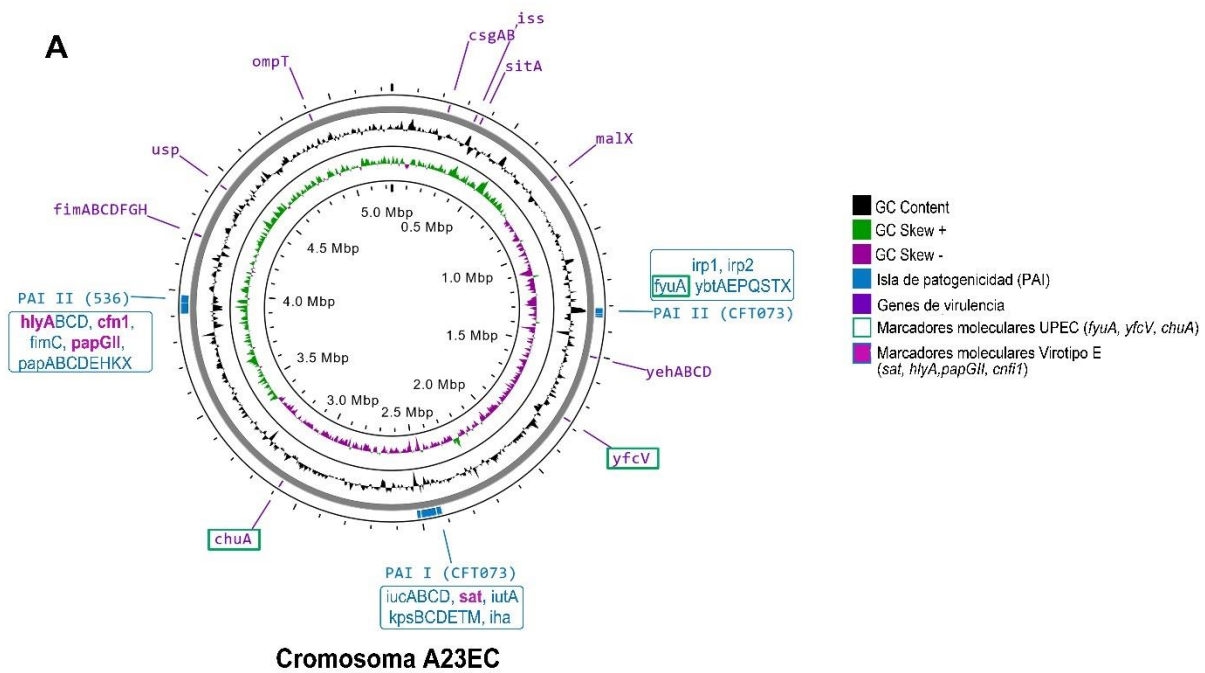 A
iss
csgAB
ompT
sitA
malX
usp
fimABCDFGH
5.0 Mbp
0.5 Mbp
4.5 Mbp
1.0 Mbp
4.0 Mbp
1.5 Mbp
3.5 Mbp
2.0 Mbp
3.0 Mbp
2.5 Mbp
PAI II (536)
hlyABCD, cfn1,
fimC, papGII,
papABCDEHKX
irp1, irp2
fyuA ybtAEPQSTX
PAI II (CFT073)
yehABCD
yfcV
chuA
PAI I (CFT073)
iucABCD, sat, iutA
kpsBCDETM, iha
GC Content
GC Skew +
GC Skew -
Isla de patogenicidad (PAI)
Genes de virulencia
Marcadores moleculares UPEC (fyuA, yfcV, chuA)
Marcadores moleculares Virotipo E
(sat, hlyA,papGII, cnfi1)
Cromosoma A23EC